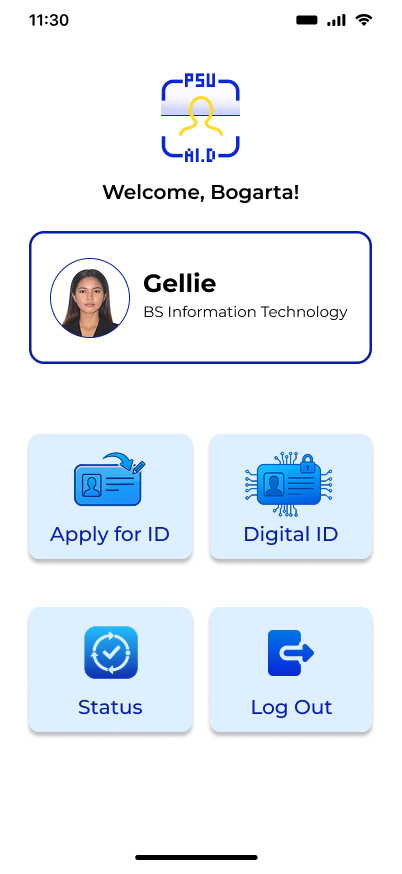 11:30
PSU
AI.D
Welcome, Bogarta!
Gellie
BS Information Technology
Apply for ID
Digital ID
Status
Log Out